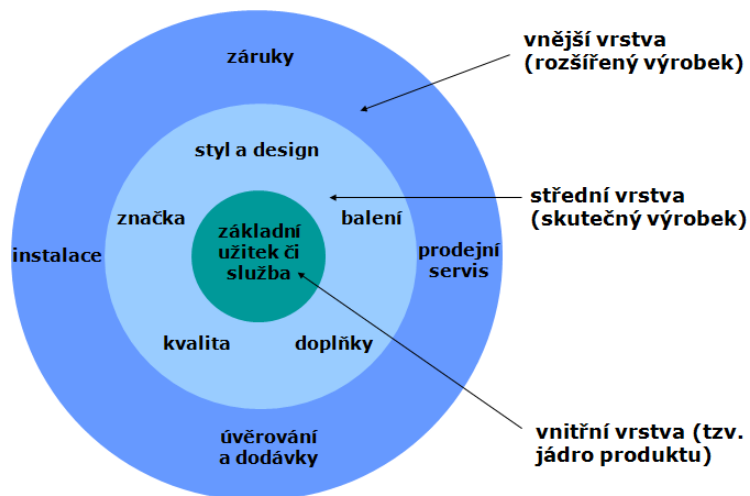 záruky
vnější vrstva
(rozšířený výrobek)
styl a design
střední vrstva
(skutečný výrobek)
značka
balení
základní
užitek či
služba
instalace
prodejní
servis
kvalita
doplňky
úvěrování
a dodávky
vnitřní vrstva (tzv.
jádro produktu)